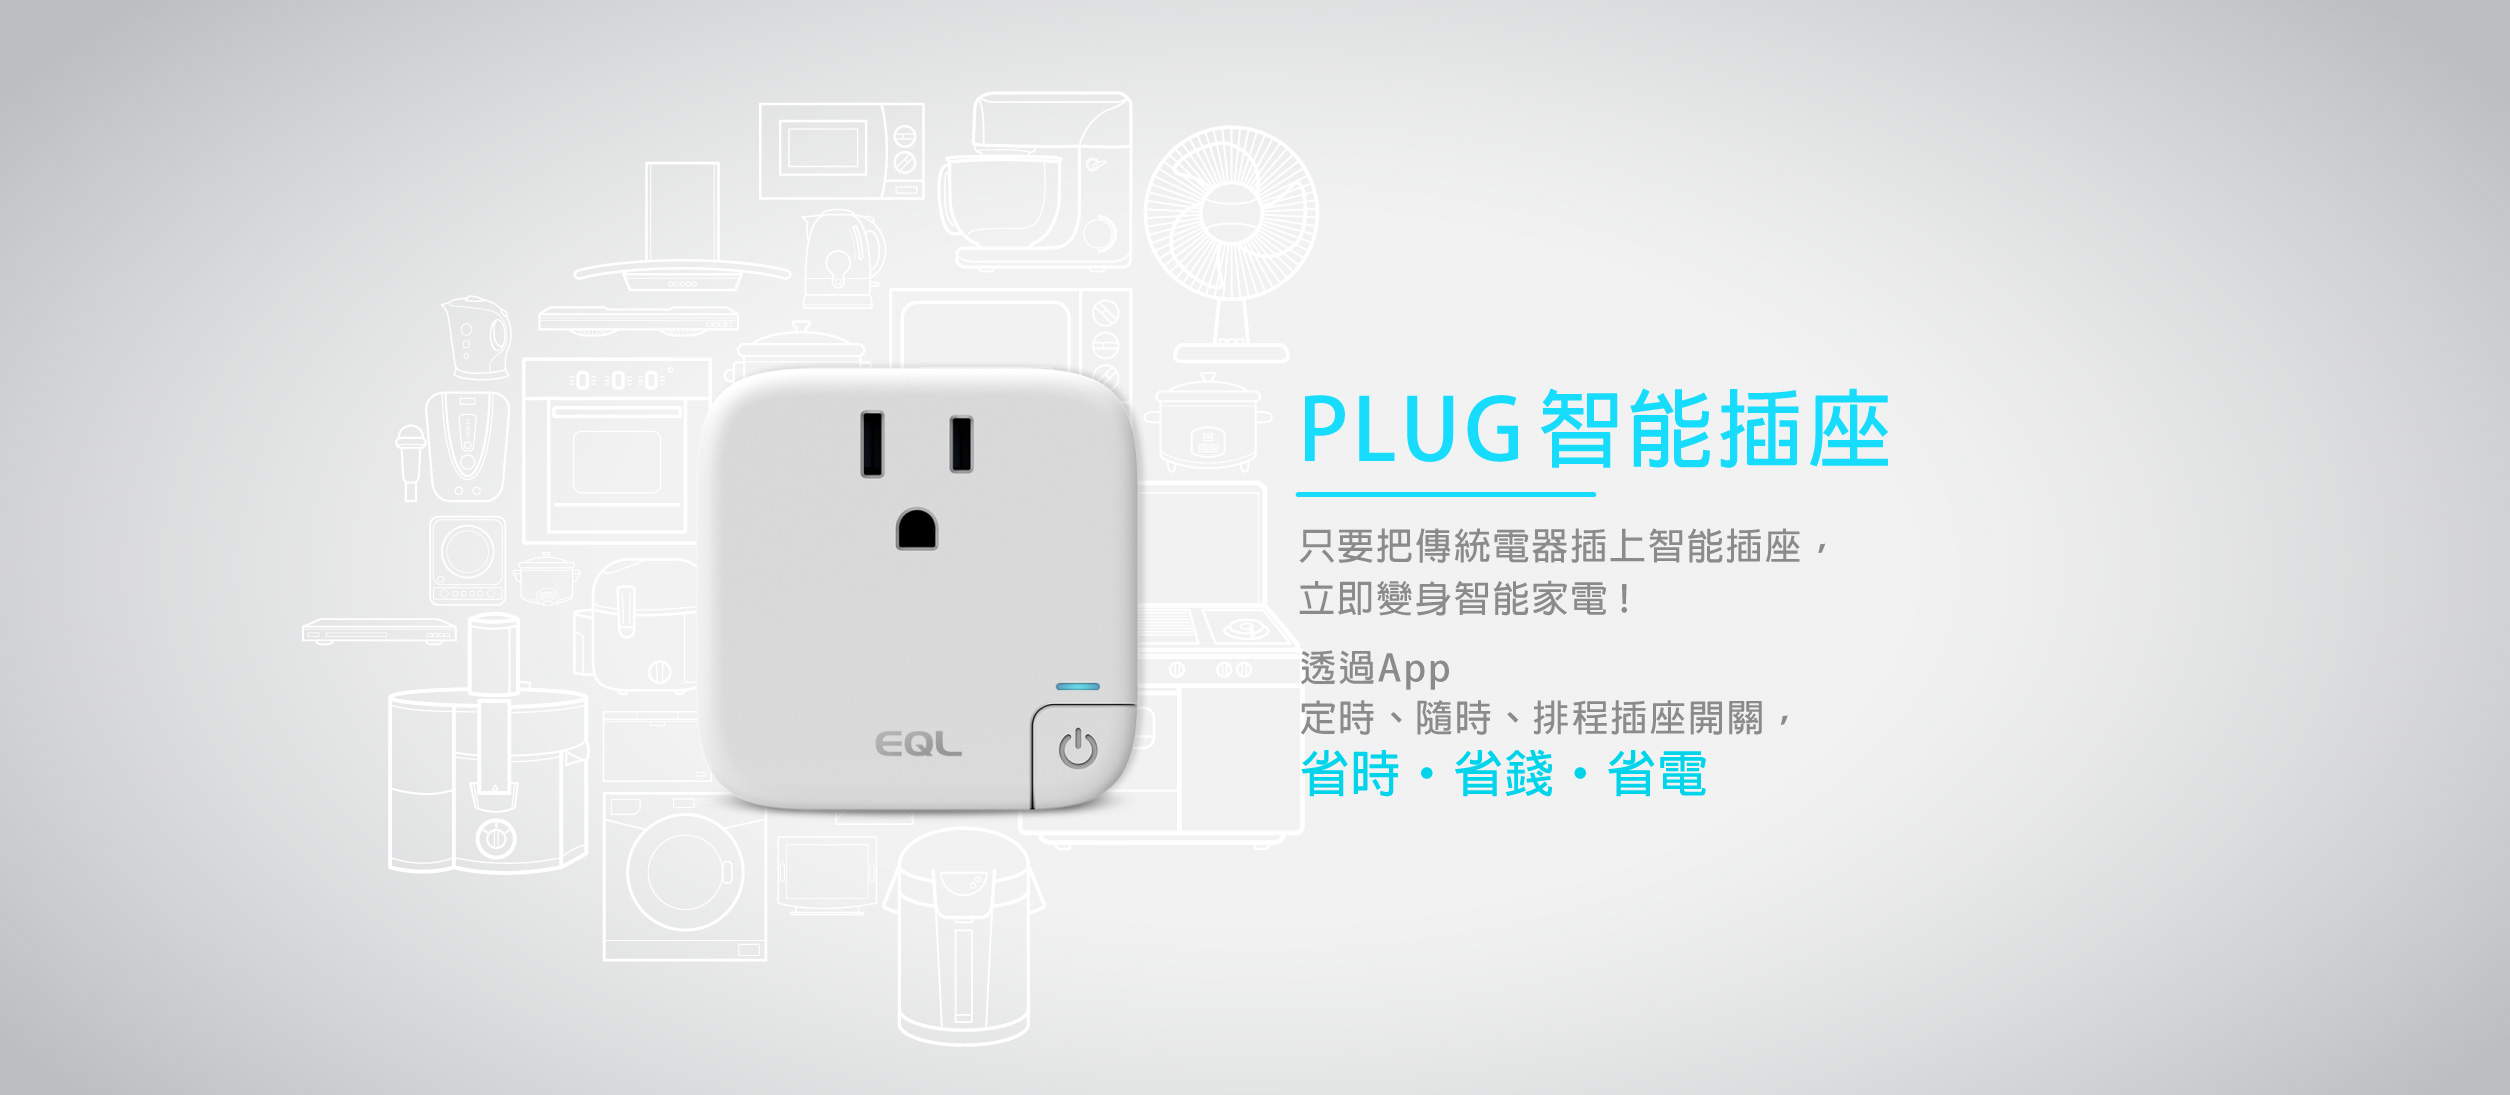 PLUG 智能插座
只要把傳統電器插上智能插座，
立即變身智能家電！
透過App
定時、隨時、排程插座開關，
省時・省錢・省電
EQL